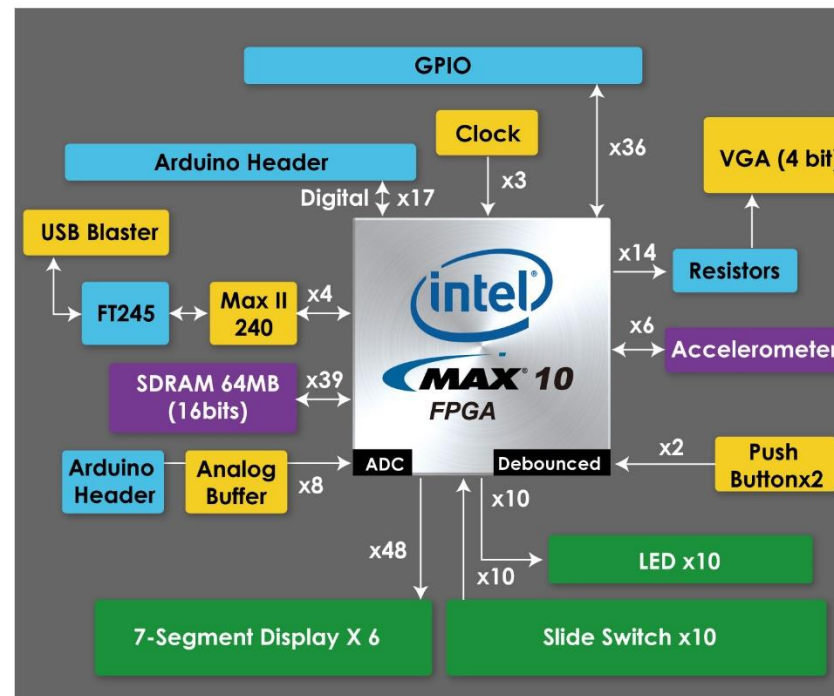 GPIO
Clock
Arduino Header
x36
VGA (4 bit)
x3
Digital
x17
USB Blaster
x14
Resistors
FT245
Max II
240
x4
intel®
MAX® 10
FPGA
x6
Accelerometer
SDRAM 64MB
(16bits)
x39
Arduino
Header
Analog
Buffer
x8
ADC
Debounced
x2
Push
Buttonx2
x10
x48
x10
LED x10
7-Segment Display X 6
Slide Switch x10